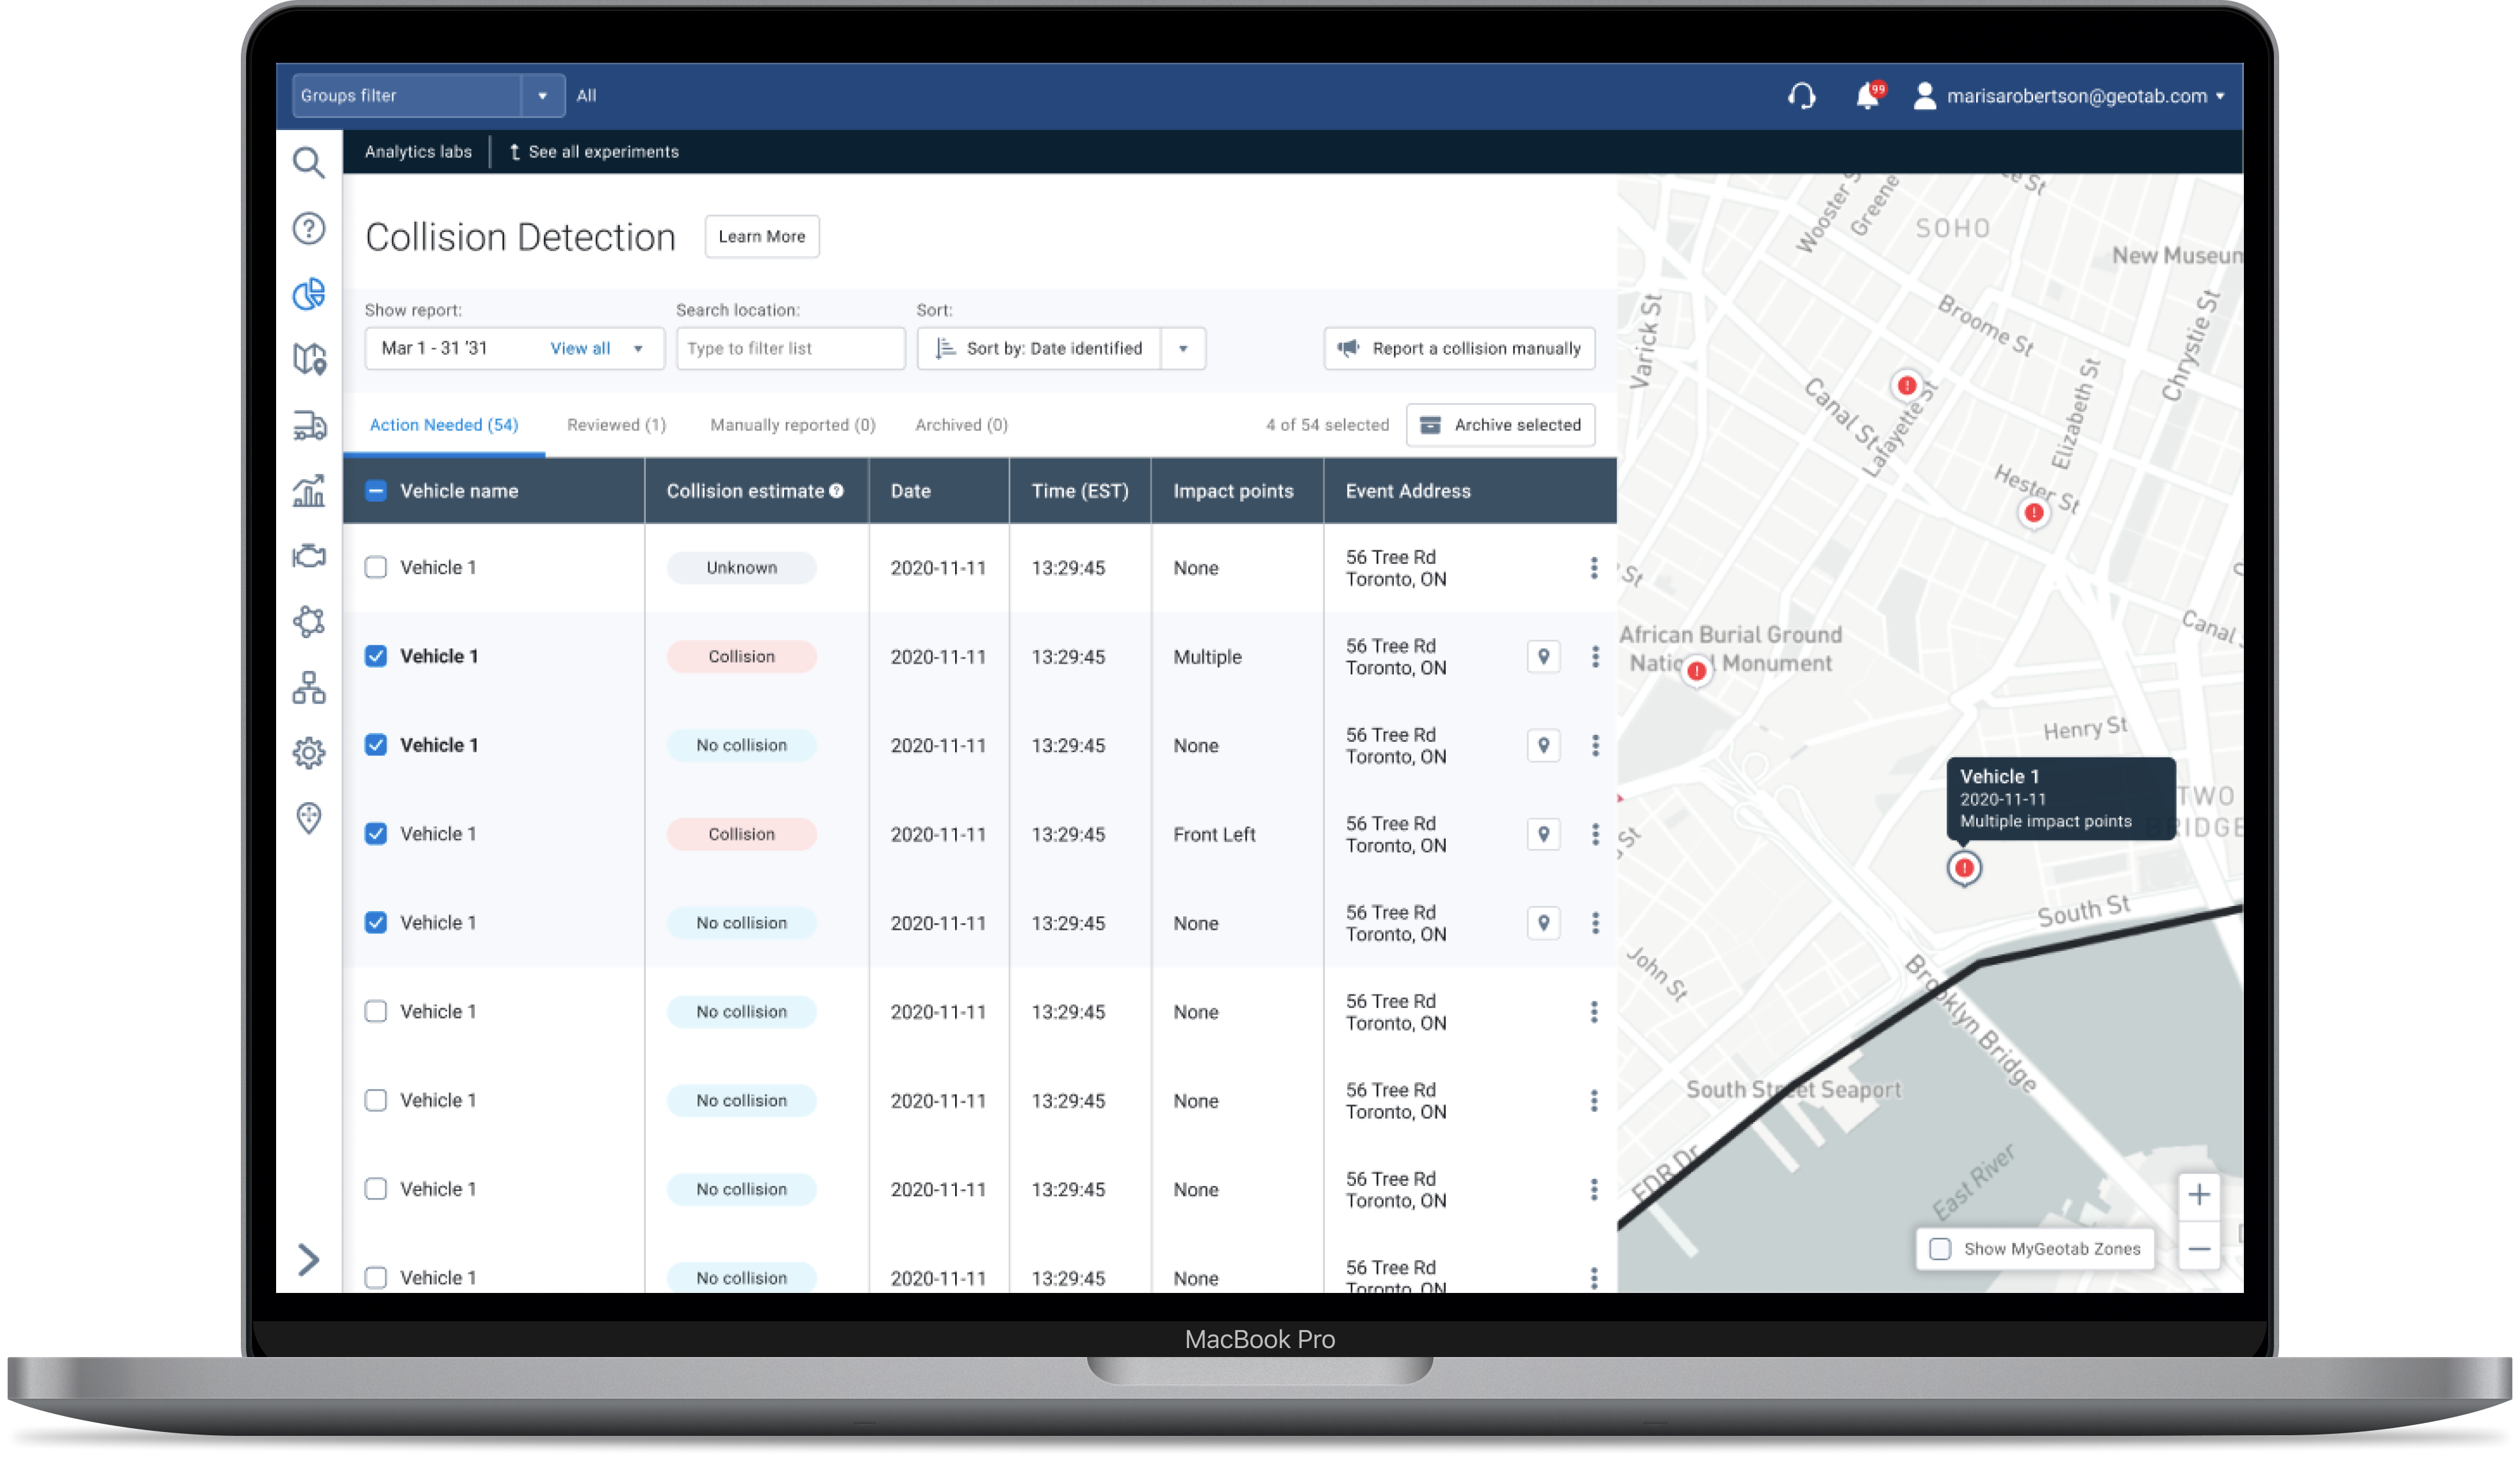 Groups filter
All
99
marisarobertson@geotab.com
Analytics labs
See all experiments
Collision Detection
Learn More
Show report:
Search location:
Sort:
Mar 1 - 31 '31
View all
Type to filter list
Sort by: Date identified
Report a collision manually
Action Needed (54)
Reviewed (1)
Manually reported (0)
Archived (0)
4 of 54 selected
Archive selected
Vehicle name
Collision estimate
Date
Time (EST)
Impact points
Event Address
Vehicle 1
Unknown
2020-11-11
13:29:45
None
56 Tree Rd
Toronto, ON
Vehicle 1
Collision
2020-11-11
13:29:45
Multiple
56 Tree Rd
Toronto, ON
Vehicle 1
No collision
2020-11-11
13:29:45
None
56 Tree Rd
Toronto, ON
Vehicle 1
Collision
2020-11-11
13:29:45
Front Left
56 Tree Rd
Toronto, ON
Vehicle 1
No collision
2020-11-11
13:29:45
None
56 Tree Rd
Toronto, ON
Vehicle 1
No collision
2020-11-11
13:29:45
None
56 Tree Rd
Toronto, ON
Vehicle 1
No collision
2020-11-11
13:29:45
None
56 Tree Rd
Toronto, ON
Vehicle 1
No collision
2020-11-11
13:29:45
None
56 Tree Rd
Toronto, ON
Vehicle 1
No collision
2020-11-11
13:29:45
None
56 Tree Rd
Toronto, ON
Wooster S
Greene
SOHO
New Museum
Varick St
Broome St
Chrystie St
Canal St
Lafayette St
Elizabeth St
Hester St
St
Canal
African Burial Ground
National Monument
Henry St
Vehicle 1
2020-11-11
Multiple impact points
TWO
BRIDGE
St
South St
John St
Brooklyn Bridge
South Street Seaport
FDR Dr
East River
Show MyGeotab Zones
MacBook Pro